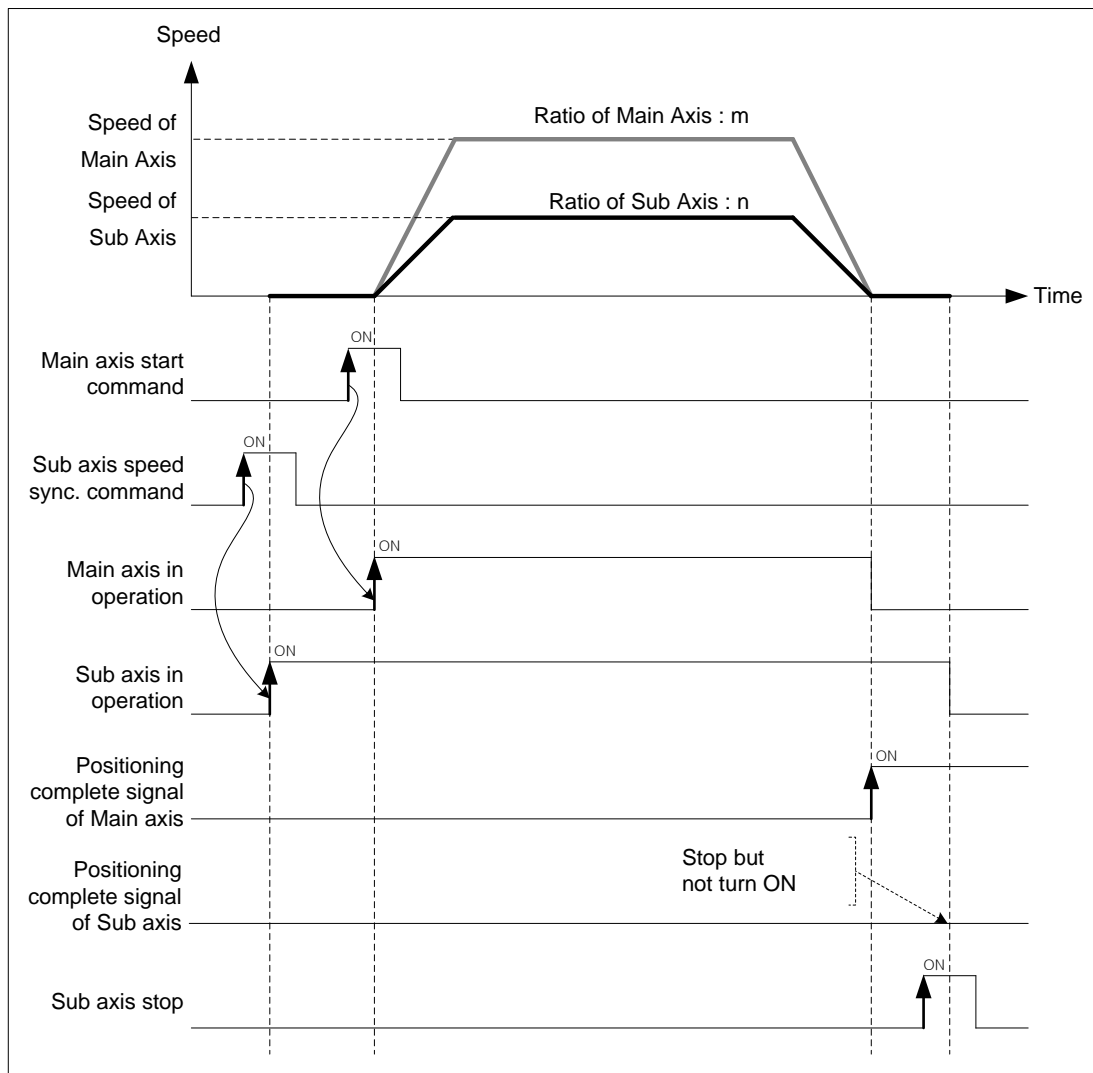 Speed
Speed of
Main Axis
Ratio of Main Axis : m
Speed of
Sub Axis
Ratio of Sub Axis : n
Time
ON
Main axis start
command
ON
Sub axis speed
sync. command
ON
Main axis in
operation
ON
Sub axis in
operation
ON
Positioning
complete signal
of Main axis
Positioning
complete signal
of Sub axis
Stop but
not turn ON
ON
Sub axis stop